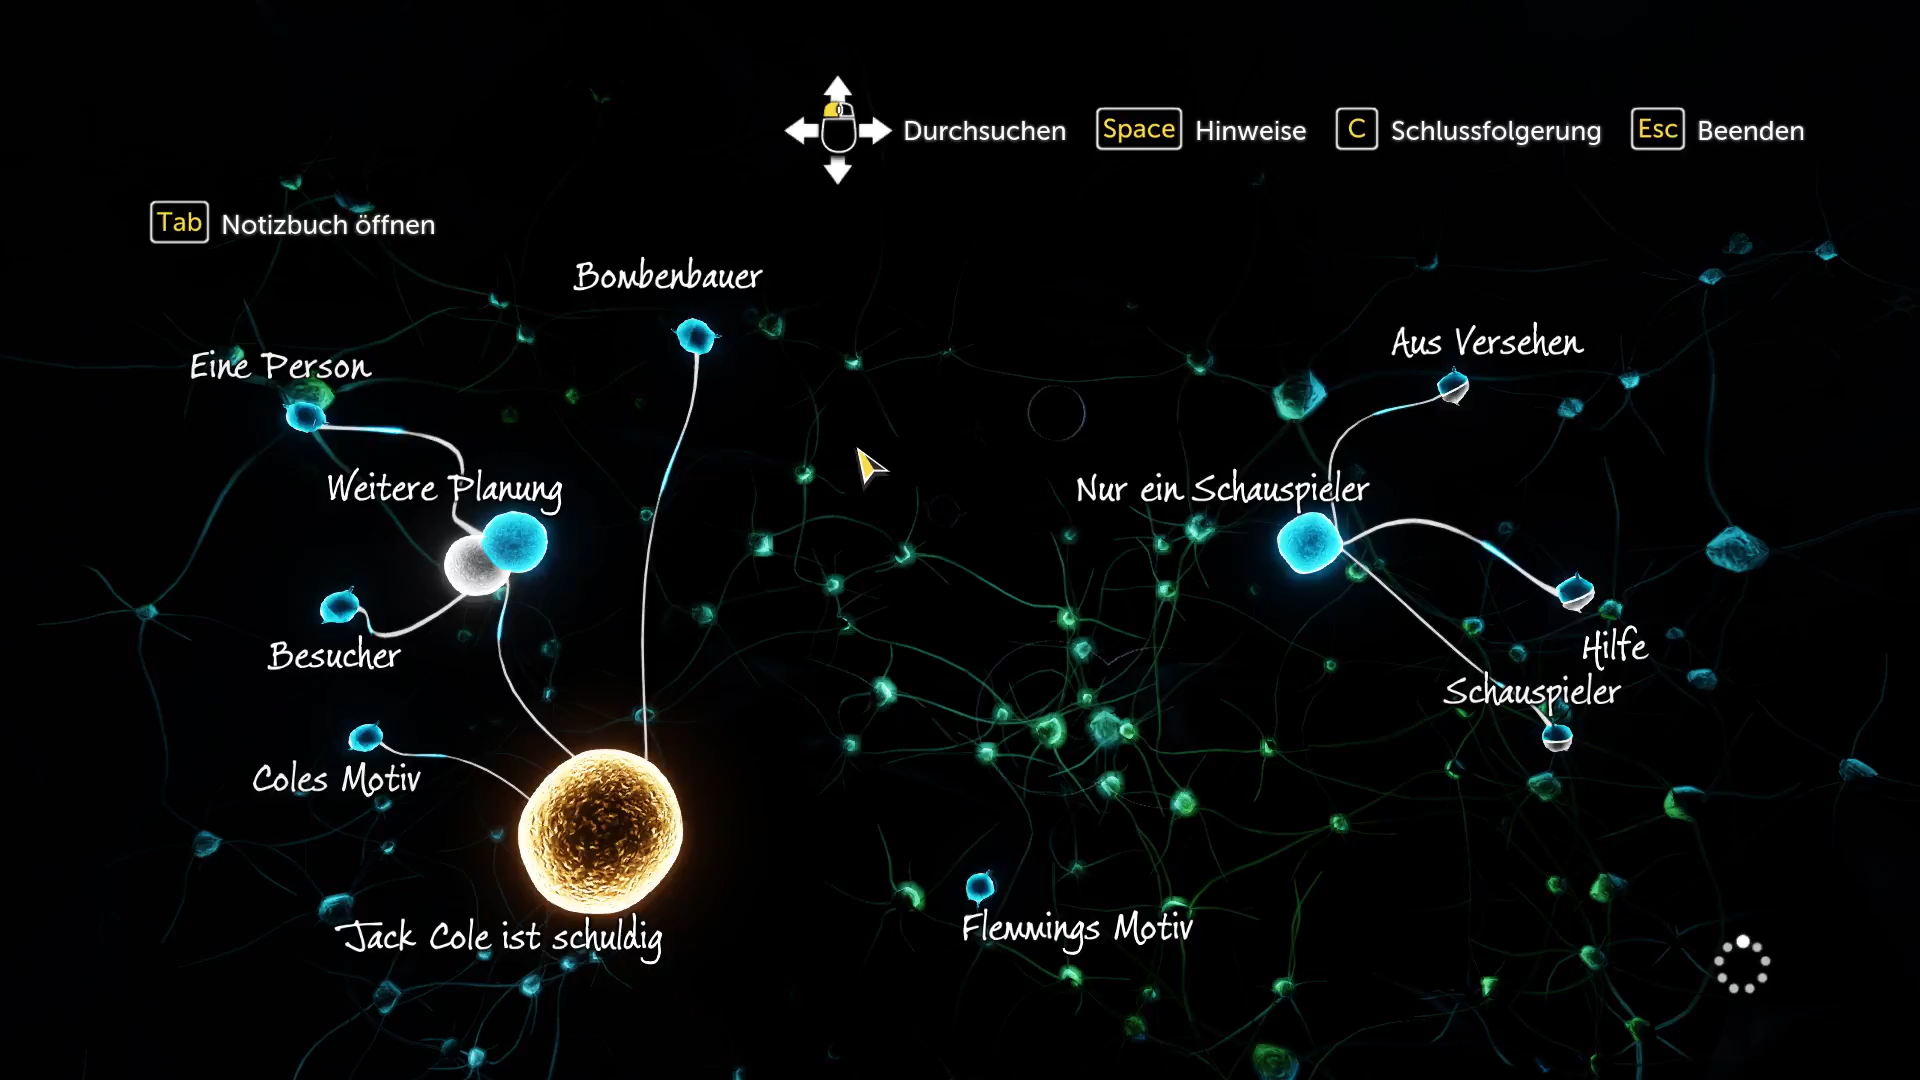 Durchsuchen
Space Hinweise
C Schlussfolgerung
Esc Beenden
Tab Notizbuch öffnen
Bombenbauer
Aus Versehen
Eine Person
Weitere Planung
Nur ein Schauspieler
Besucher
Hilfe
Schauspieler
Coles Motiv
Flemmings Motiv
Jack Cole ist schuldig